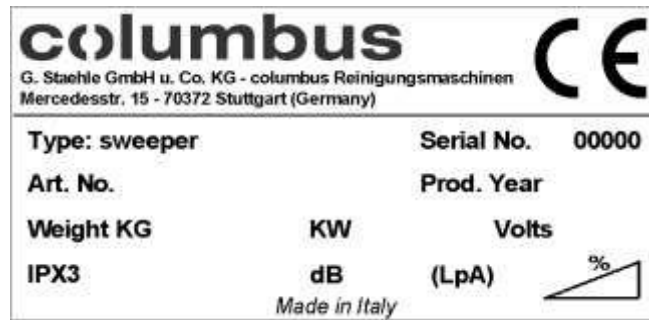 columbus
CE
G. Staehle GmbH u. Co. KG - columbus Reinigungsmaschinen
Mercedesstr. 15 - 70372 Stuttgart (Germany)
Type: sweeper Serial No. 00000
Art. No. Prod. Year
Weight KG KW Volts
IPX3 dB (LpA) %
Made in Italy